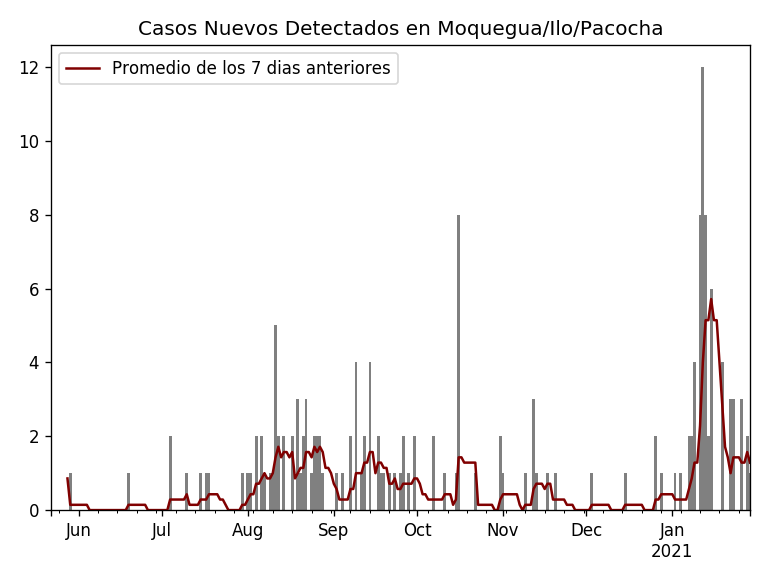 Casos Nuevos Detectados en Moquegua/Ilo/Pacocha
Promedio de los 7 dias anteriores
12
10
8
6
4
2
0
Jun Jul Aug Sep Oct Nov Dec Jan
2021